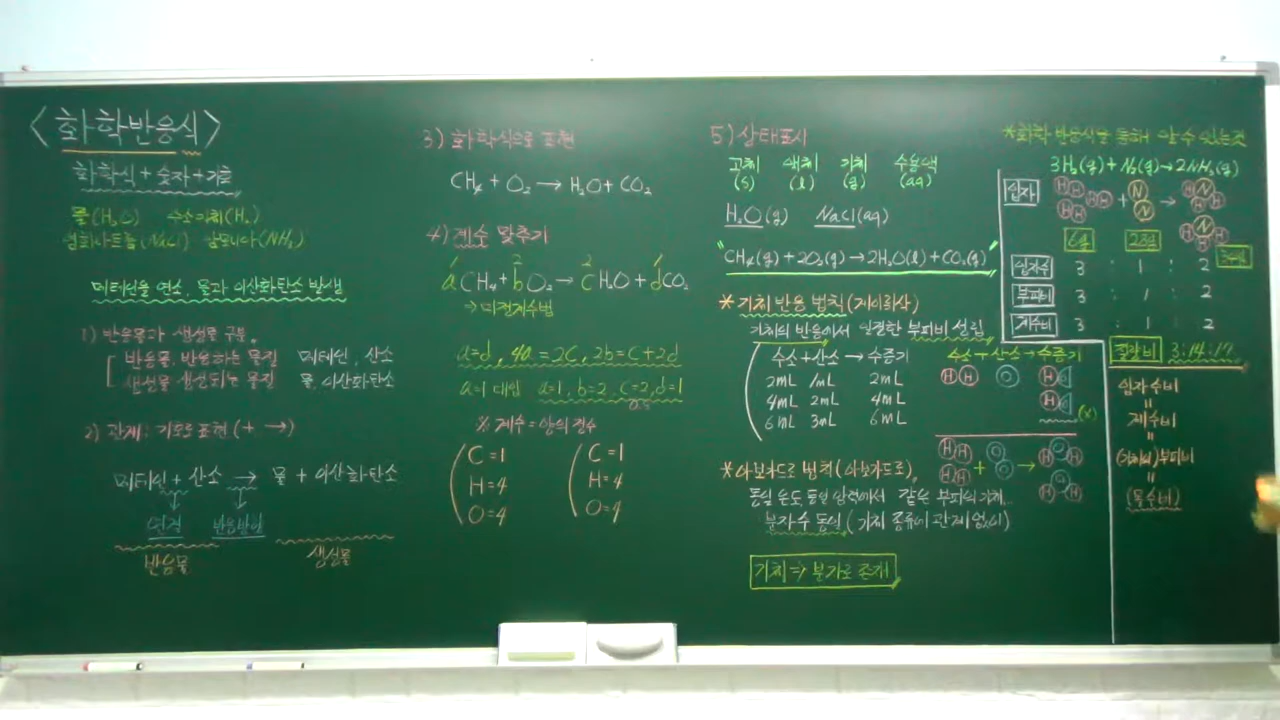 <화학반응식>
화학식 + 숫자 + 기호
물(H₂O) 수소기체(H₂)
염화나트륨(NaCl) 암모니아(NH₃)
메테인을 연소, 물과 이산화탄소 발생
1) 반응물과 생성물 구분.
반응물, 반응하는 물질 메테인, 산소
생성물 생성되는 물질 물, 이산화탄소
2) 관계: 기호로 표현 (+ →)
메테인 + 산소 → 물 + 이산화탄소
연결 반응방향
반응물 생성물
3) 화학식으로 표현
CH₄ + O₂ → H₂O + CO₂
4) 계수 맞추기
1 2 2 1
aCH₄ + bO₂ → cH₂O + dCO₂
⇒ 미정계수법
a=d, 4a=2c, 2b=c+2d
a=1 대입 a=1, b=2, c=2, d=1
※ 계수 = 양의 정수
C=1 C=1
H=4 H=4
O=4 O=4
5) 상태표시
고체 액체 기체 수용액
(s) (l) (g) (aq)
H₂O(g) NaCl(aq)
"CH₄(g) + 2O₂(g) → 2H₂O(l) + CO₂(g)"
* 기체 반응 법칙 (게이뤼삭)
기체의 반응에서 일정한 부피비 성립
수소 + 산소 → 수증기
2mL 1mL 2mL
4mL 2mL 4mL
6mL 3mL 6mL
수소 + 산소 → 수증기
H H O H
H
(x)
* 아보가드로 법칙 (아보가드로)
동일 온도, 동일 압력에서 같은 부피의 기체..
분자수 동일 (기체 종류에 관계없이)
H H O O H O H
H H + O → H O H
기체 ⇒ 분자로 존재
*화학 반응식을 통해 알 수 있는것
3H₂(g) + N₂(g) → 2NH₃(g)
입자
입자수 3 : 1 : 2
부피비 3 : 1 : 2
계수비 3 : 1 : 2
질량비 3:14:17
입자수비
=
계수비
=
(기체) 부피비
=
(몰수비)